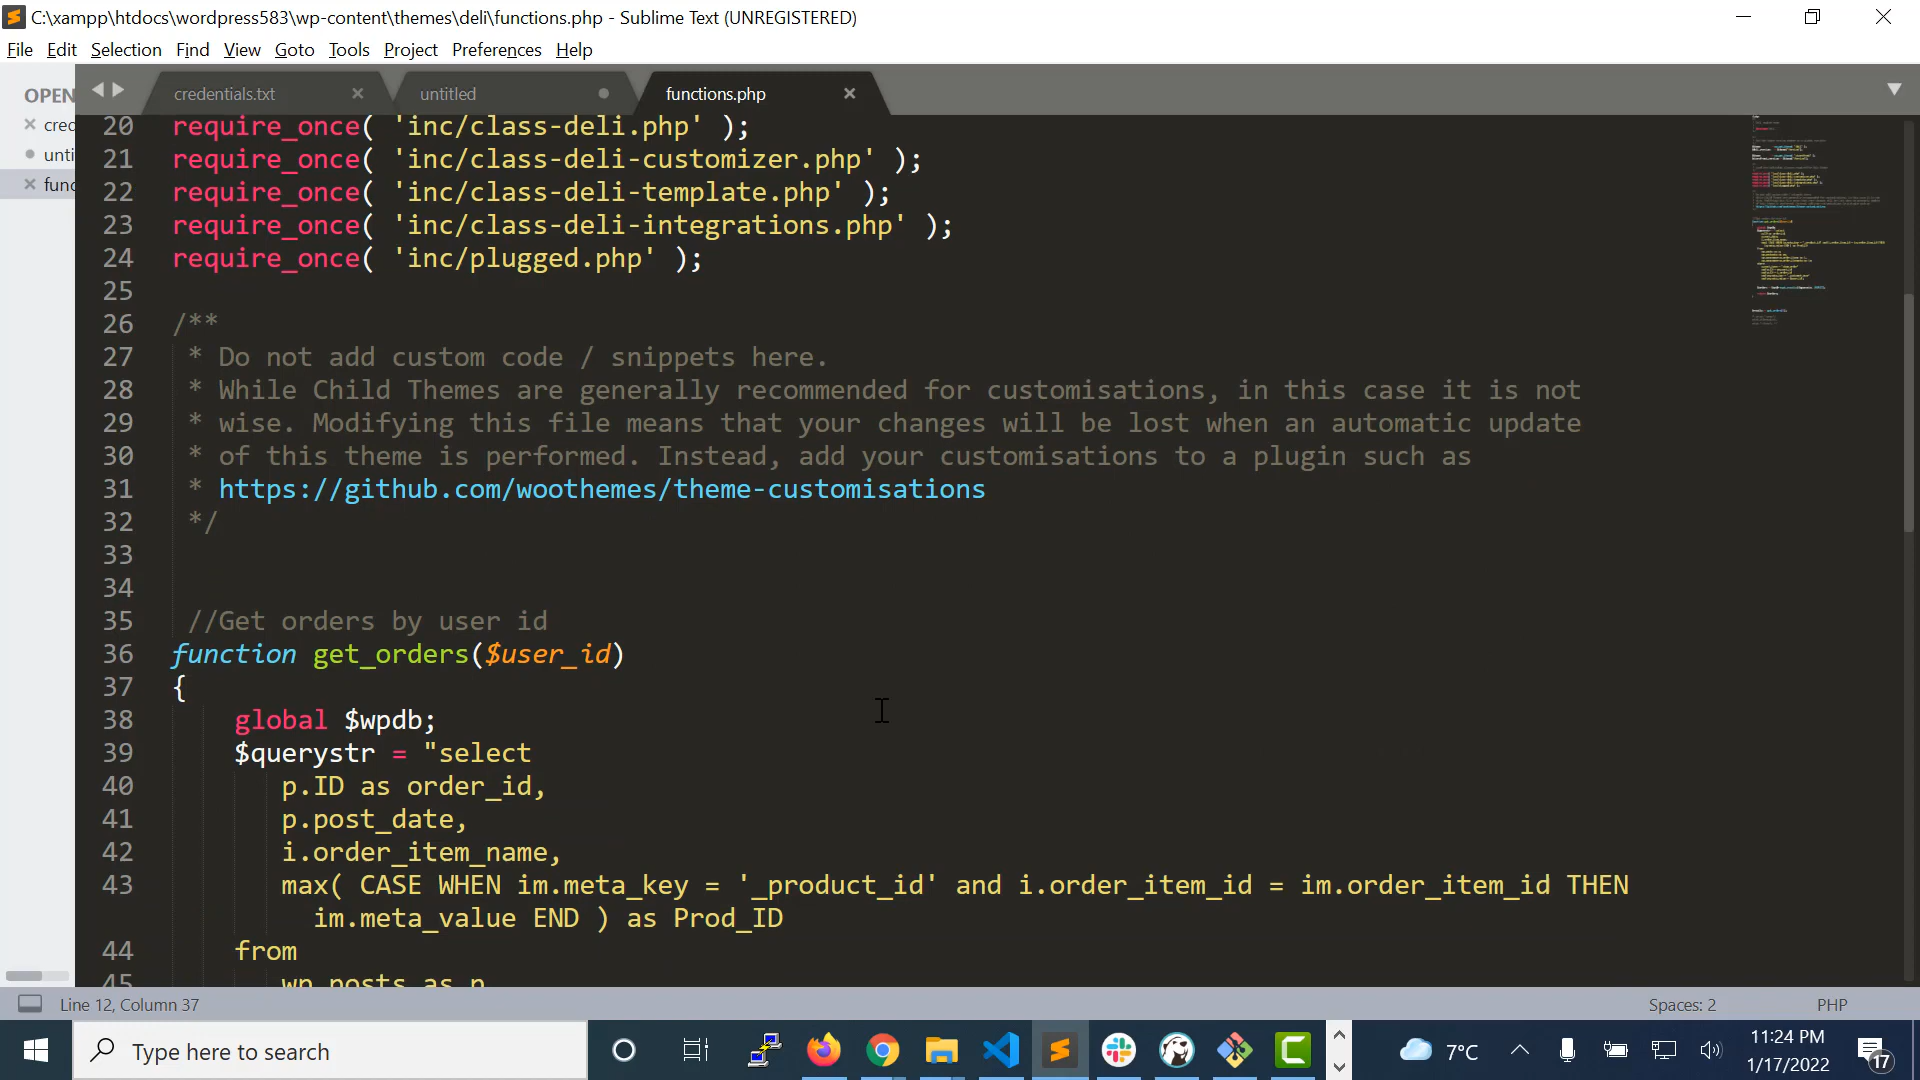 C:\xampp\htdocs\wordpress583\wp-content\themes\deli\functions.php - Sublime Text (UNREGISTERED)
File Edit Selection Find View Goto Tools Project Preferences Help
OPEN
cred
unti
func
credentials.txt
untitled
functions.php
20 require_once( 'inc/class-deli.php' );
21 require_once( 'inc/class-deli-customizer.php' );
22 require_once( 'inc/class-deli-template.php' );
23 require_once( 'inc/class-deli-integrations.php' );
24 require_once( 'inc/plugged.php' );
25
26 /**
27 * Do not add custom code / snippets here.
28 * While Child Themes are generally recommended for customisations, in this case it is not
29 * wise. Modifying this file means that your changes will be lost when an automatic update
30 * of this theme is performed. Instead, add your customisations to a plugin such as
31 * https://github.com/woothemes/theme-customisations
32 */
33
34
35 //Get orders by user id
36 function get_orders($user_id)
37 {
38 global $wpdb;
39 $querystr = "select
40 p.ID as order_id,
41 p.post_date,
42 i.order_item_name,
43 max( CASE WHEN im.meta_key = '_product_id' and i.order_item_id = im.order_item_id THEN
im.meta_value END ) as Prod_ID
44 from
45 wp_posts as p
Line 12, Column 37
Spaces: 2
PHP
Type here to search
7°C
11:24 PM
1/17/2022
17